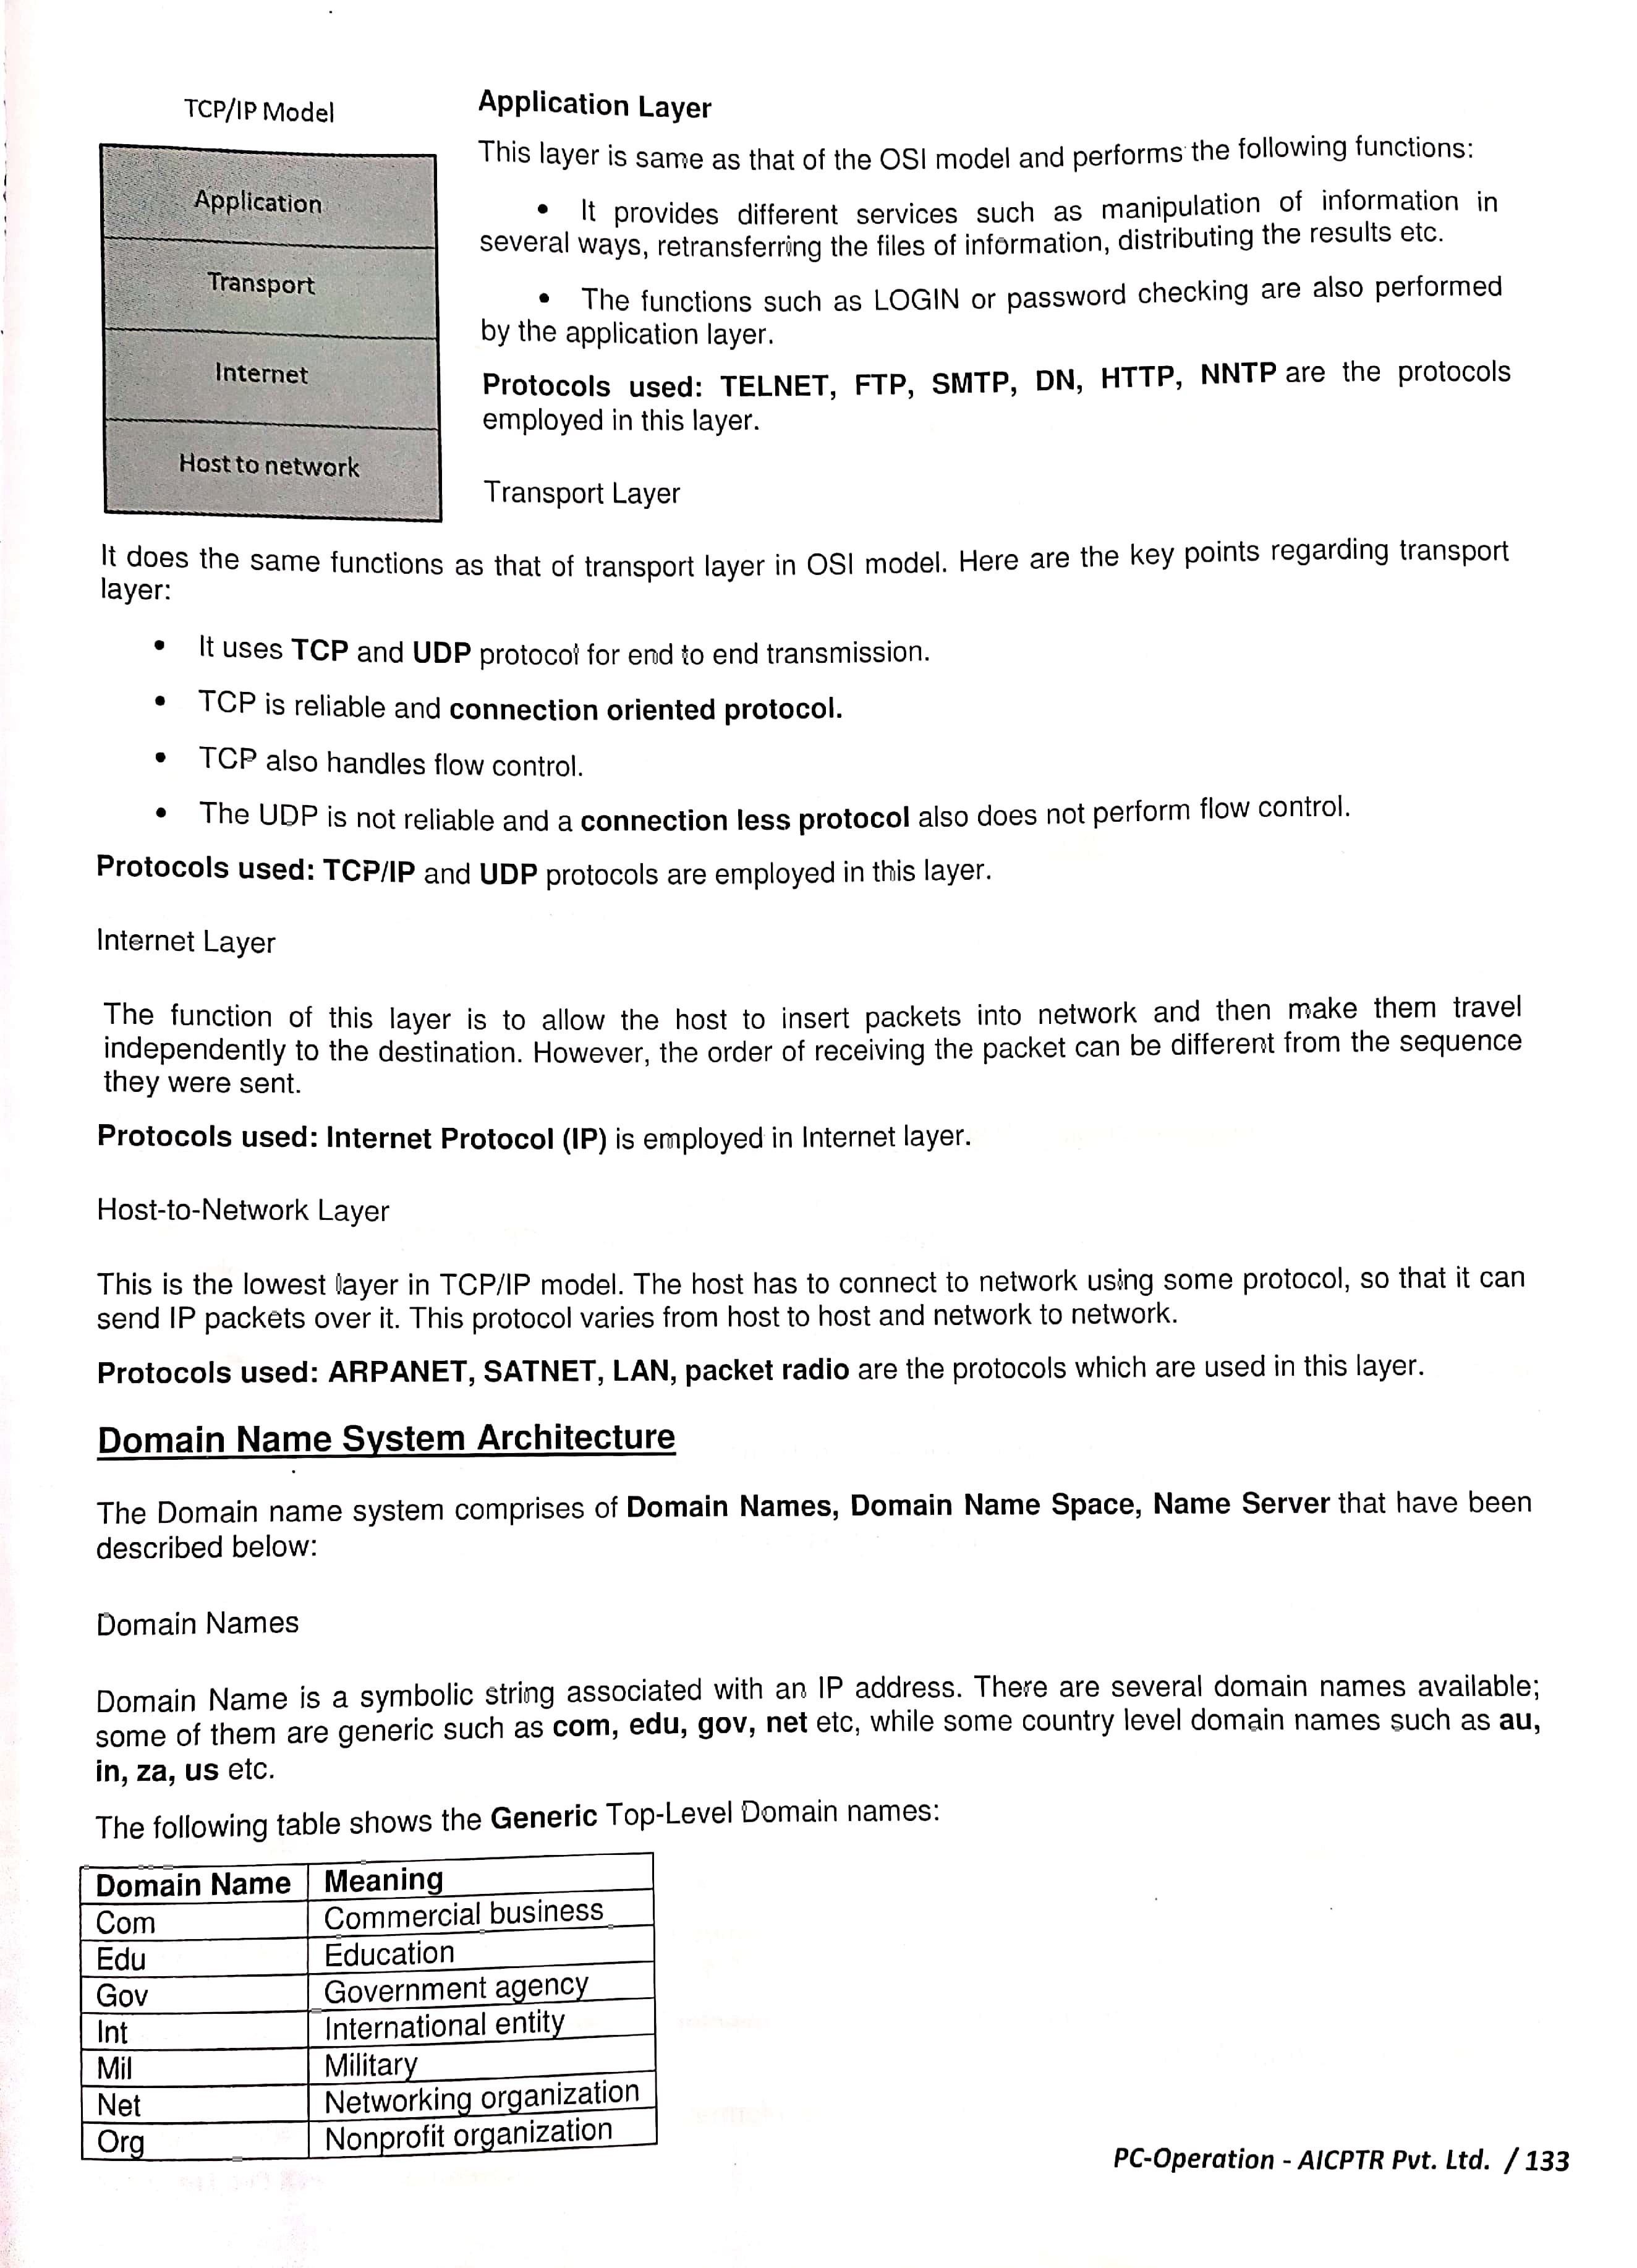 TCP/IP Model
Application
Transport
Internet
Host to network
Application Layer
This layer is same as that of the OSI model and performs the following functions:
• It provides different services such as manipulation of information in
several ways, retransferring the files of information, distributing the results etc.
• The functions such as LOGIN or password checking are also performed
by the application layer.
Protocols used: TELNET, FTP, SMTP, DN, HTTP, NNTP are the protocols
employed in this layer.
Transport Layer
It does the same functions as that of transport layer in OSI model. Here are the key points regarding transport
layer:
• It uses TCP and UDP protocol for end to end transmission.
• TCP is reliable and connection oriented protocol.
• TCP also handles flow control.
• The UDP is not reliable and a connection less protocol also does not perform flow control.
Protocols used: TCP/IP and UDP protocols are employed in this layer.
Internet Layer
The function of this layer is to allow the host to insert packets into network and then make them travel
independently to the destination. However, the order of receiving the packet can be different from the sequence
they were sent.
Protocols used: Internet Protocol (IP) is employed in Internet layer.
Host-to-Network Layer
This is the lowest layer in TCP/IP model. The host has to connect to network using some protocol, so that it can
send IP packets over it. This protocol varies from host to host and network to network.
Protocols used: ARPANET, SATNET, LAN, packet radio are the protocols which are used in this layer.
Domain Name System Architecture
The Domain name system comprises of Domain Names, Domain Name Space, Name Server that have been
described below:
Domain Names
Domain Name is a symbolic string associated with an IP address. There are several domain names available;
some of them are generic such as com, edu, gov, net etc, while some country level domain names such as au,
in, za, us etc.
The following table shows the Generic Top-Level Domain names:
Domain Name Meaning
Com Commercial business
Edu Education
Gov Government agency
Int International entity
Mil Military
Net Networking organization
Org Nonprofit organization
PC-Operation - AICPTR Pvt. Ltd. / 133